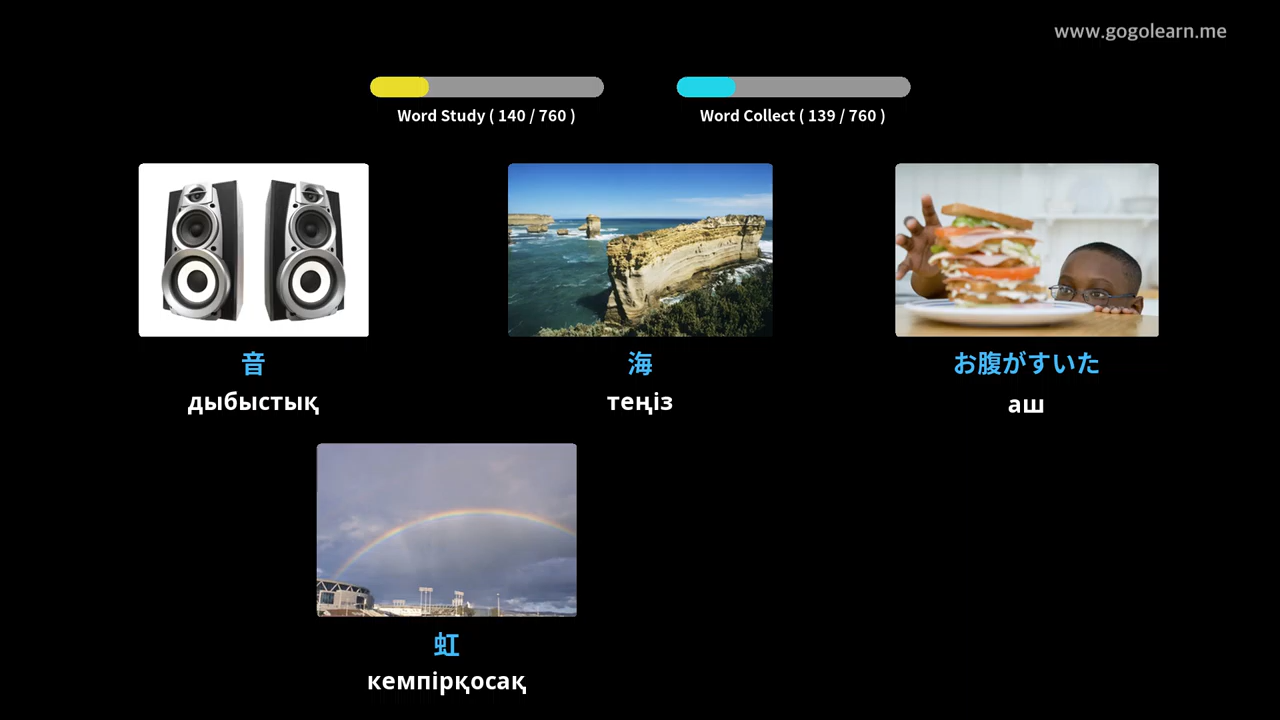 www.gogolearn.me
Word Study ( 140 / 760 )
Word Collect ( 139 / 760 )
音
дыбыстық
海
теңіз
お腹がすいた
аш
虹
кемпірқосақ